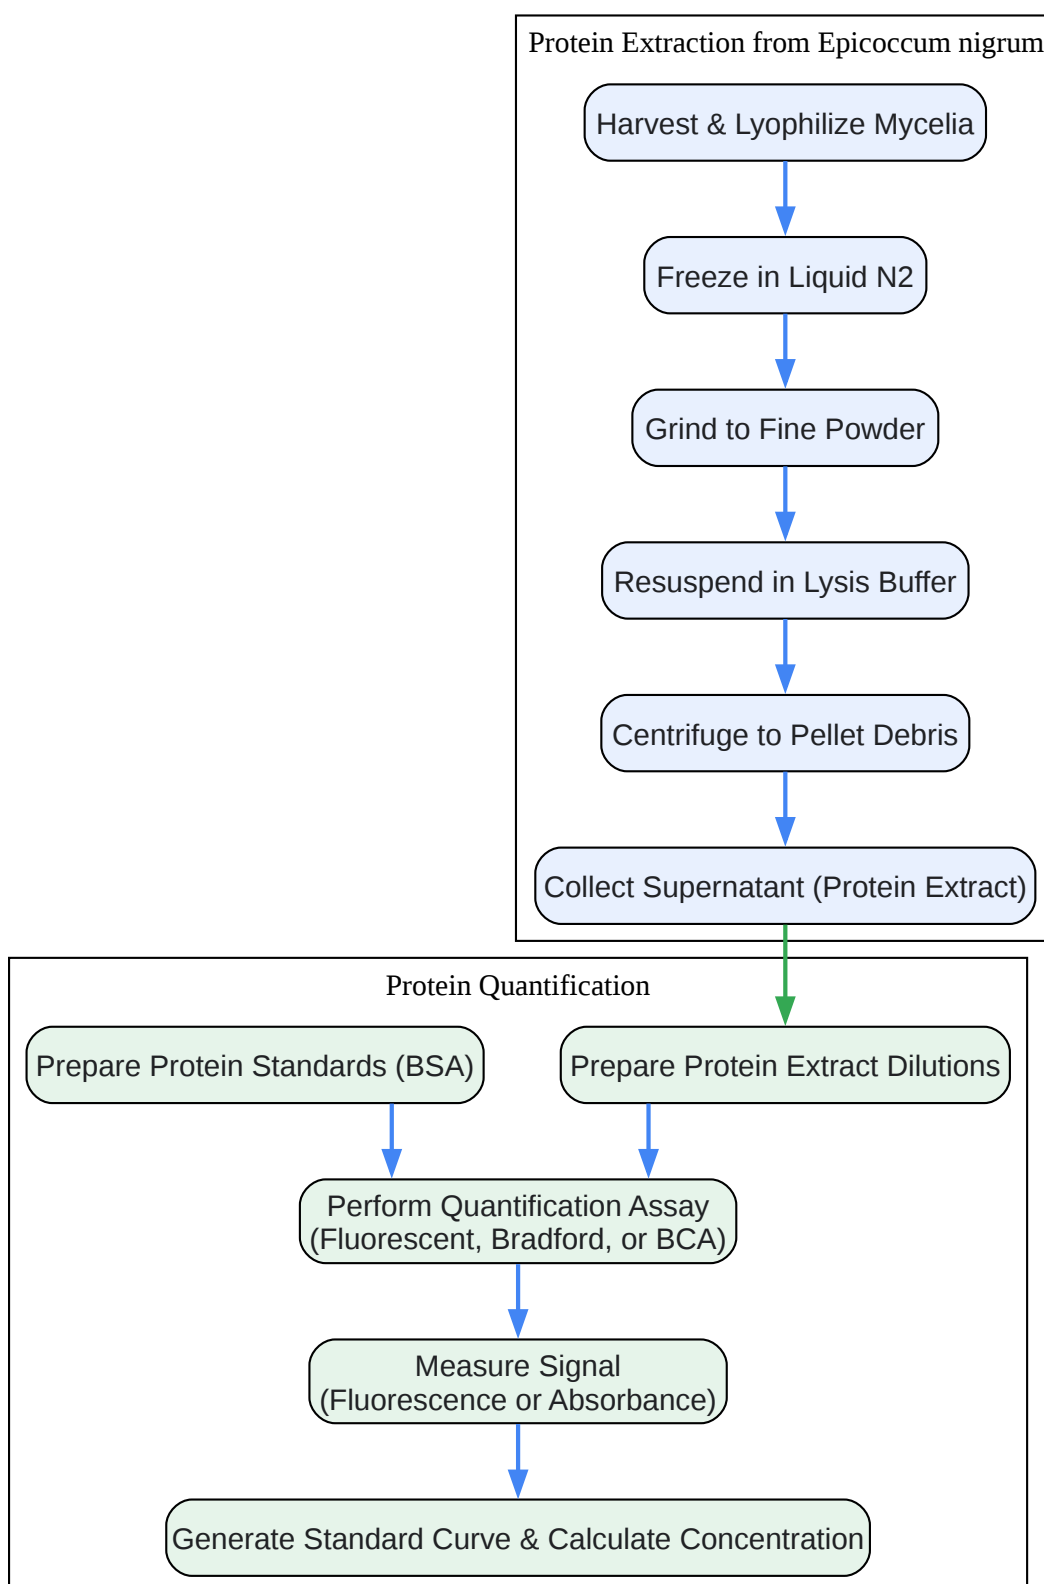 Protein Extraction from Epicoccum nigrum
Harvest & Lyophilize Mycelia
Freeze in Liquid N2
Grind to Fine Powder
Resuspend in Lysis Buffer
Centrifuge to Pellet Debris
Collect Supernatant (Protein Extract)
Protein Quantification
Prepare Protein Standards (BSA)
Prepare Protein Extract Dilutions
Perform Quantification Assay
(Fluorescent, Bradford, or BCA)
Measure Signal
(Fluorescence or Absorbance)
Generate Standard Curve & Calculate Concentration